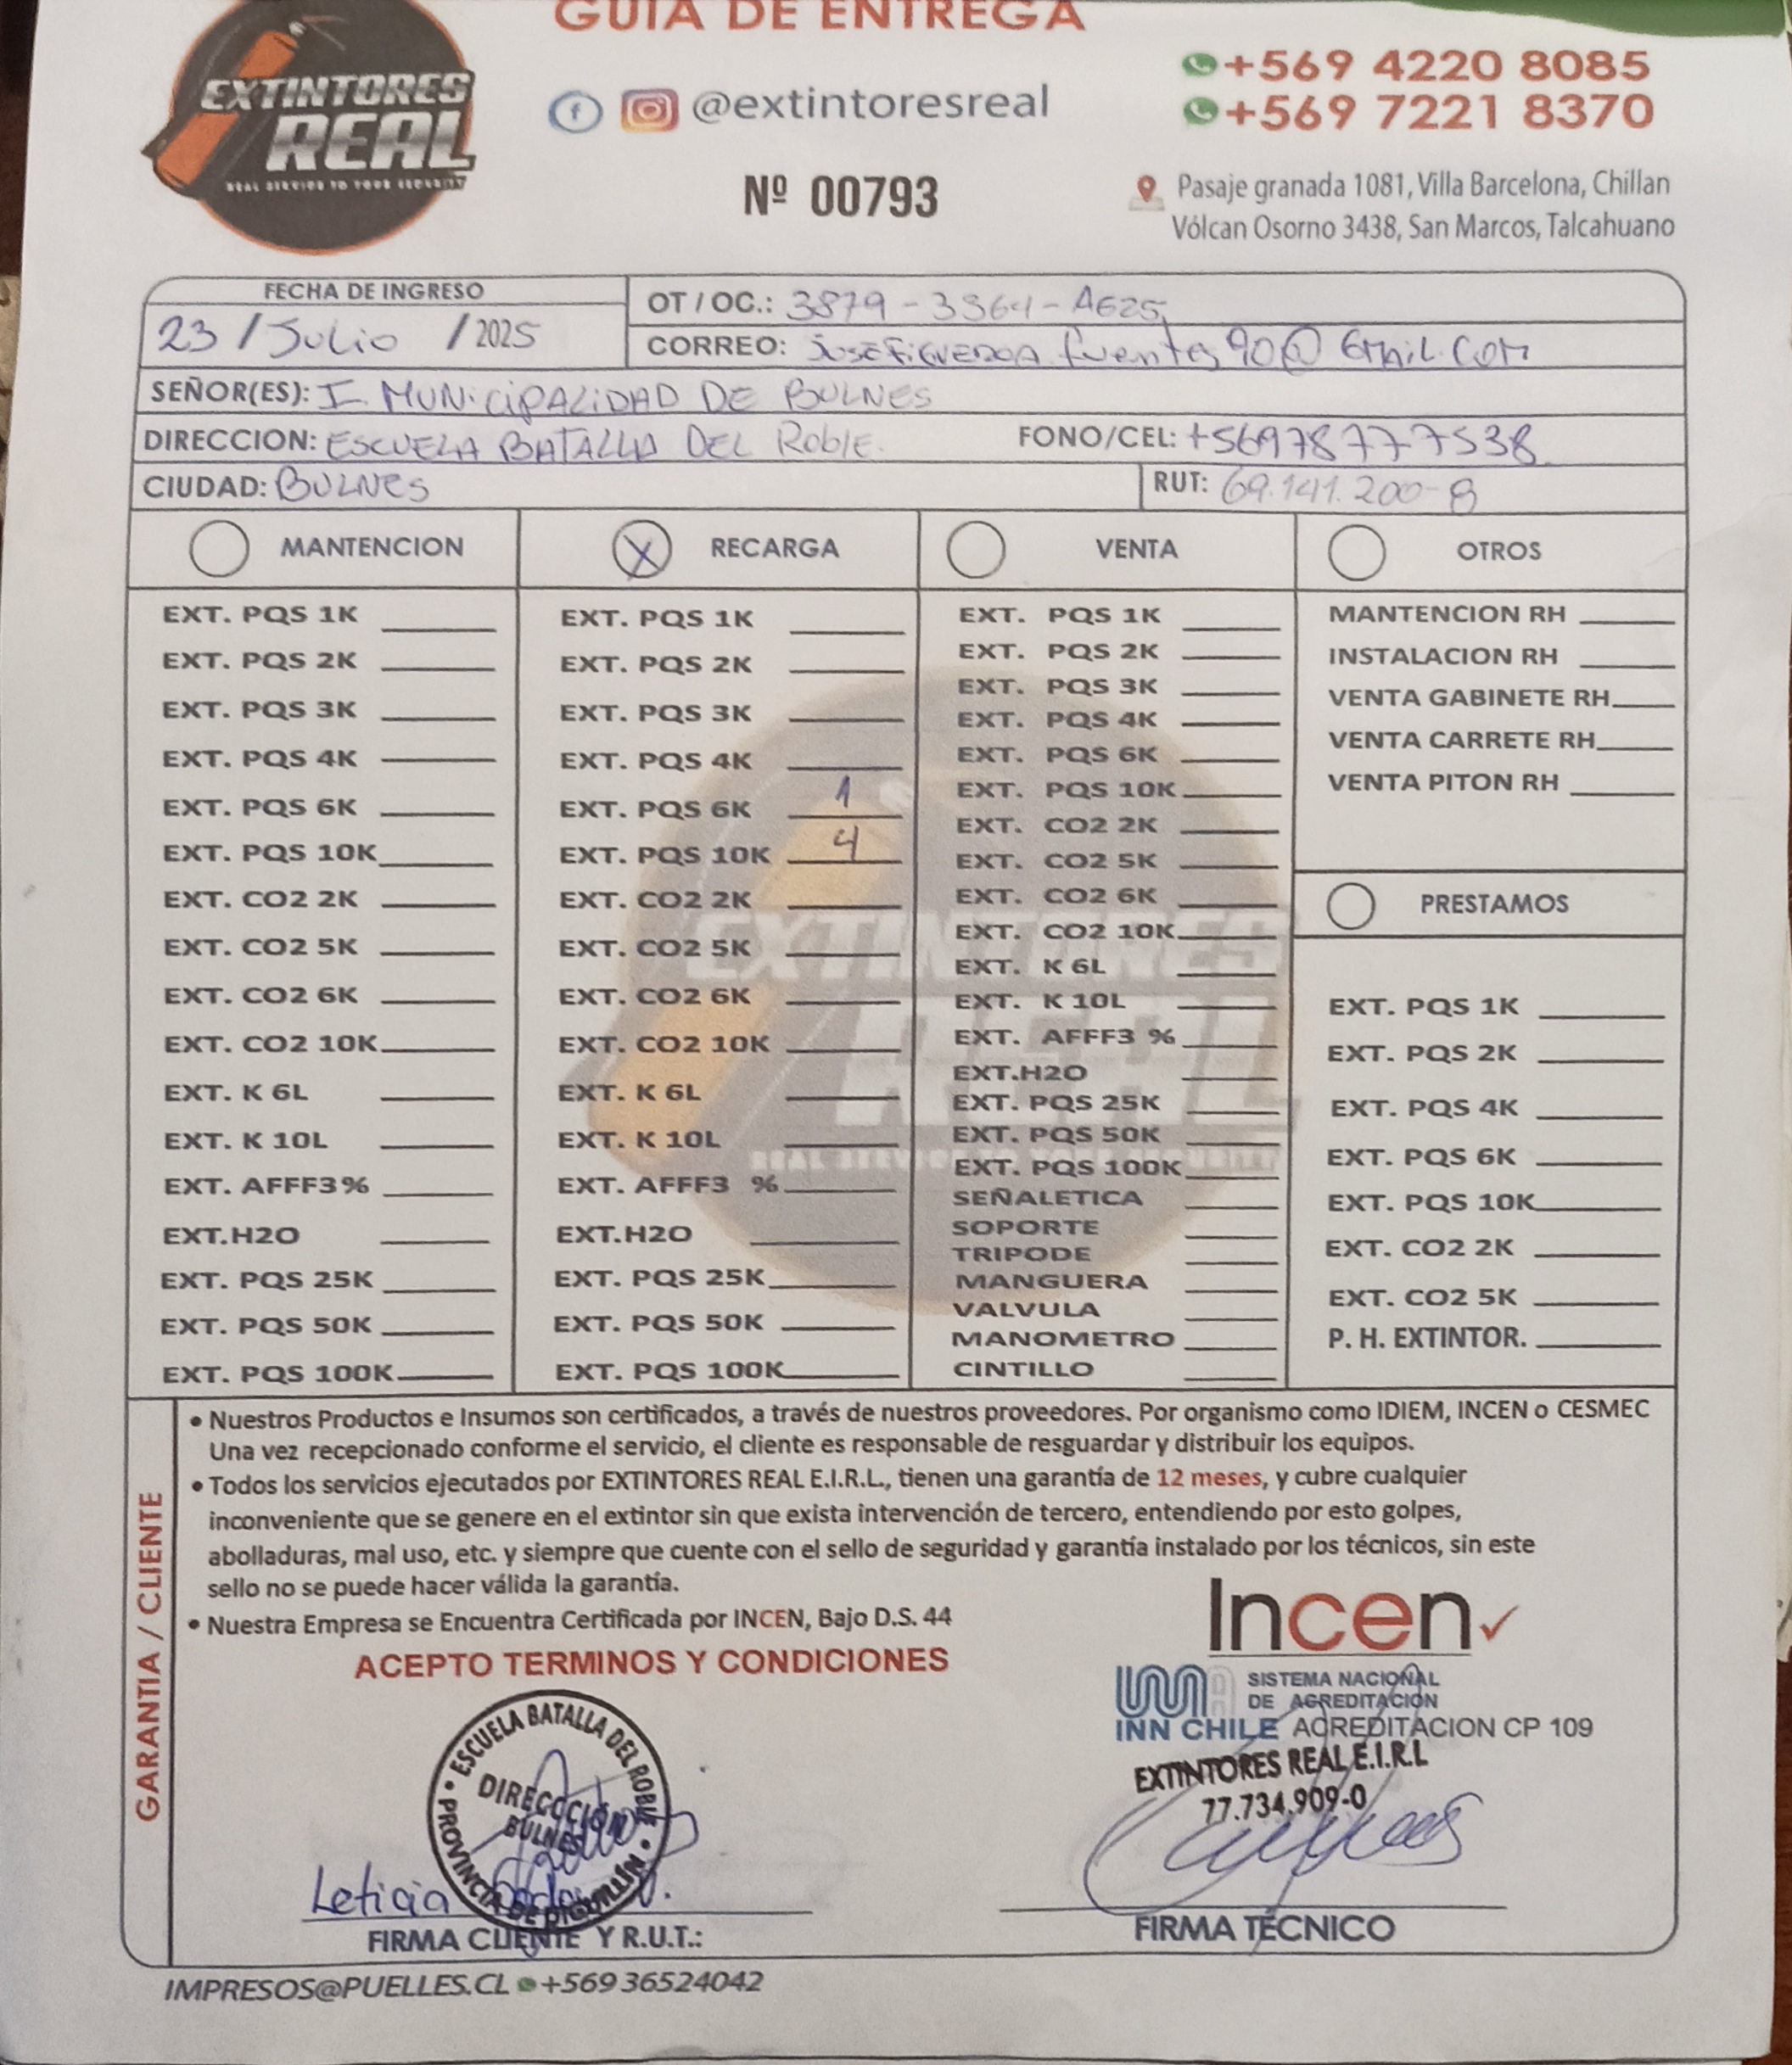 GUIA DE ENTREGA
EXTINTORES
REAL
REAL SERVICE TO YOUR SECURITY
@extintoresreal
+569 4220 8085
+569 7221 8370
Nº 00793
Pasaje granada 1081, Villa Barcelona, Chillan
Vólcan Osorno 3438, San Marcos, Talcahuano
FECHA DE INGRESO
23 / Julio / 2025
OT / OC.: 3879 - 3364 - AG25
CORREO: JOSEFIGUEROA fuentes90@Gmail.com
SEÑOR(ES): I. MUNICIPALIDAD DE BULNES
DIRECCION: ESCUELA BATALLA DEL Roble. FONO/CEL: +56978777538
CIUDAD: BULNES RUT: 69.141.200-8
MANTENCION
EXT. PQS 1K
EXT. PQS 2K
EXT. PQS 3K
EXT. PQS 4K
EXT. PQS 6K
EXT. PQS 10K
EXT. CO2 2K
EXT. CO2 5K
EXT. CO2 6K
EXT. CO2 10K
EXT. K 6L
EXT. K 10L
EXT. AFFF3%
EXT.H2O
EXT. PQS 25K
EXT. PQS 50K
EXT. PQS 100K
X RECARGA
EXT. PQS 1K
EXT. PQS 2K
EXT. PQS 3K
EXT. PQS 4K
EXT. PQS 6K 1
EXT. PQS 10K 4
EXT. CO2 2K
EXT. CO2 5K
EXT. CO2 6K
EXT. CO2 10K
EXT. K 6L
EXT. K 10L
EXT. AFFF3 %
EXT.H2O
EXT. PQS 25K
EXT. PQS 50K
EXT. PQS 100K
VENTA
EXT. PQS 1K
EXT. PQS 2K
EXT. PQS 3K
EXT. PQS 4K
EXT. PQS 6K
EXT. PQS 10K
EXT. CO2 2K
EXT. CO2 5K
EXT. CO2 6K
EXT. CO2 10K
EXT. K 6L
EXT. K 10L
EXT. AFFF3 %
EXT.H2O
EXT. PQS 25K
EXT. PQS 50K
EXT. PQS 100K
SEÑALETICA
SOPORTE
TRIPODE
MANGUERA
VALVULA
MANOMETRO
CINTILLO
OTROS
MANTENCION RH
INSTALACION RH
VENTA GABINETE RH
VENTA CARRETE RH
VENTA PITON RH
PRESTAMOS
EXT. PQS 1K
EXT. PQS 2K
EXT. PQS 4K
EXT. PQS 6K
EXT. PQS 10K
EXT. CO2 2K
EXT. CO2 5K
P. H. EXTINTOR.
GARANTIA / CLIENTE
• Nuestros Productos e Insumos son certificados, a través de nuestros proveedores. Por organismo como IDIEM, INCEN o CESMEC
Una vez recepcionado conforme el servicio, el cliente es responsable de resguardar y distribuir los equipos.
• Todos los servicios ejecutados por EXTINTORES REAL E.I.R.L., tienen una garantía de 12 meses, y cubre cualquier
inconveniente que se genere en el extintor sin que exista intervención de tercero, entendiendo por esto golpes,
abolladuras, mal uso, etc. y siempre que cuente con el sello de seguridad y garantía instalado por los técnicos, sin este
sello no se puede hacer válida la garantía.
• Nuestra Empresa se Encuentra Certificada por INCEN, Bajo D.S. 44
ACEPTO TERMINOS Y CONDICIONES
Incen
SISTEMA NACIONAL
DE AGREDITACION
INN CHILE ACREDITACION CP 109
EXTINTORES REAL E.I.R.L
77.734.909-0
ESCUELA BATALLA DEL ROBLE
DIRECCCIÓN
BULNES
PROVINCIA DE DIGUILLÍN
Leticia
FIRMA CLIENTE Y R.U.T.:
FIRMA TÉCNICO
IMPRESOS@PUELLES.CL +569 36524042